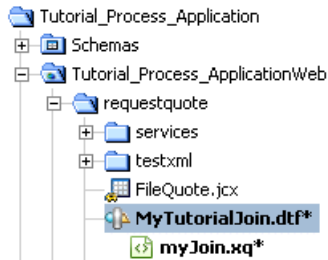 Tutorial_Process_Application
Schemas
Tutorial_Process_ApplicationWeb
requestquote
services
testxml
FileQuote.jcx
MyTutorialJoin.dtf*
myJoin.xq*